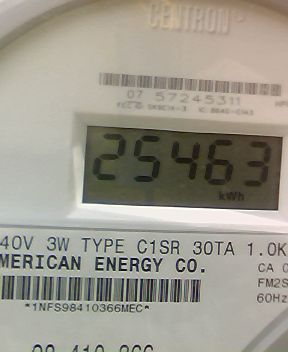 CENTRON®
07 57245311
25463
kWh
40V 3W TYPE C1SR 30TA 1.0K
MERICAN ENERGY CO.
CA 0
FM2S
60Hz
*1NFS98410366MEC*